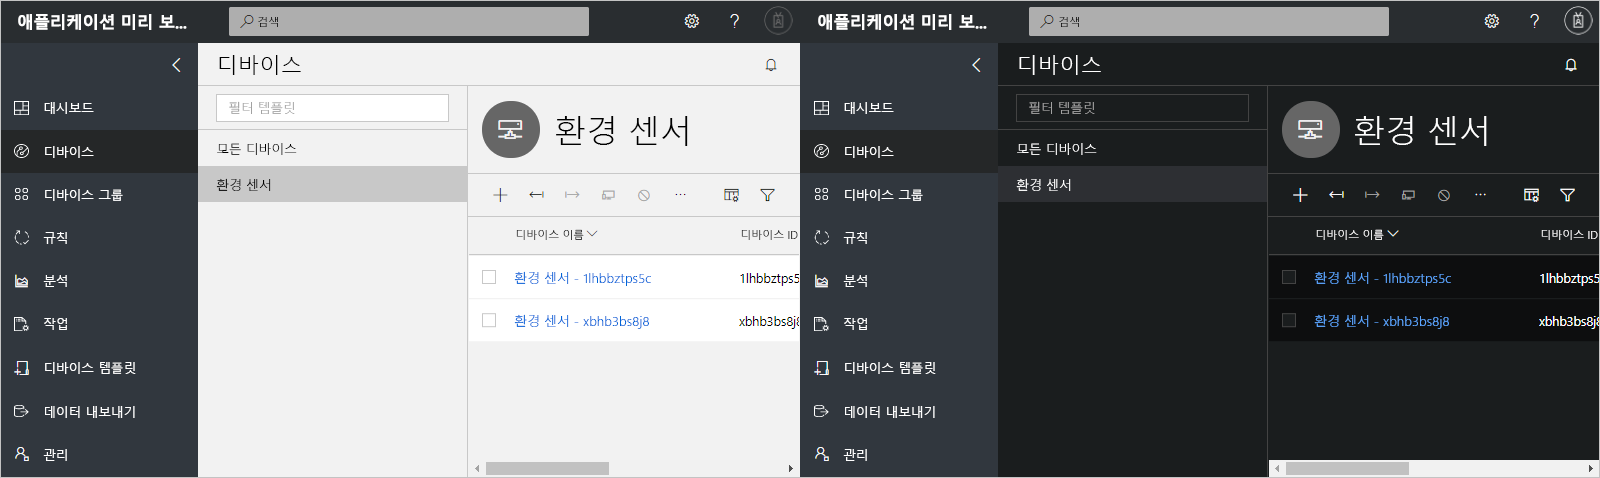 애플리케이션 미리 보...
검색
?
디바이스
대시보드
디바이스
디바이스 그룹
규칙
분석
작업
디바이스 템플릿
데이터 내보내기
관리
필터 템플릿
모든 디바이스
환경 센서
환경 센서
...
디바이스 이름 디바이스 ID
환경 센서 - 1lhbbztps5c 1lhbbztps5
환경 센서 - xbhb3bs8j8 xbhb3bs8j8
애플리케이션 미리 보...
검색
?
디바이스
대시보드
디바이스
디바이스 그룹
규칙
분석
작업
디바이스 템플릿
데이터 내보내기
관리
필터 템플릿
모든 디바이스
환경 센서
환경 센서
...
디바이스 이름 디바이스 ID
환경 센서 - 1lhbbztps5c 1lhbbztps5
환경 센서 - xbhb3bs8j8 xbhb3bs8j8